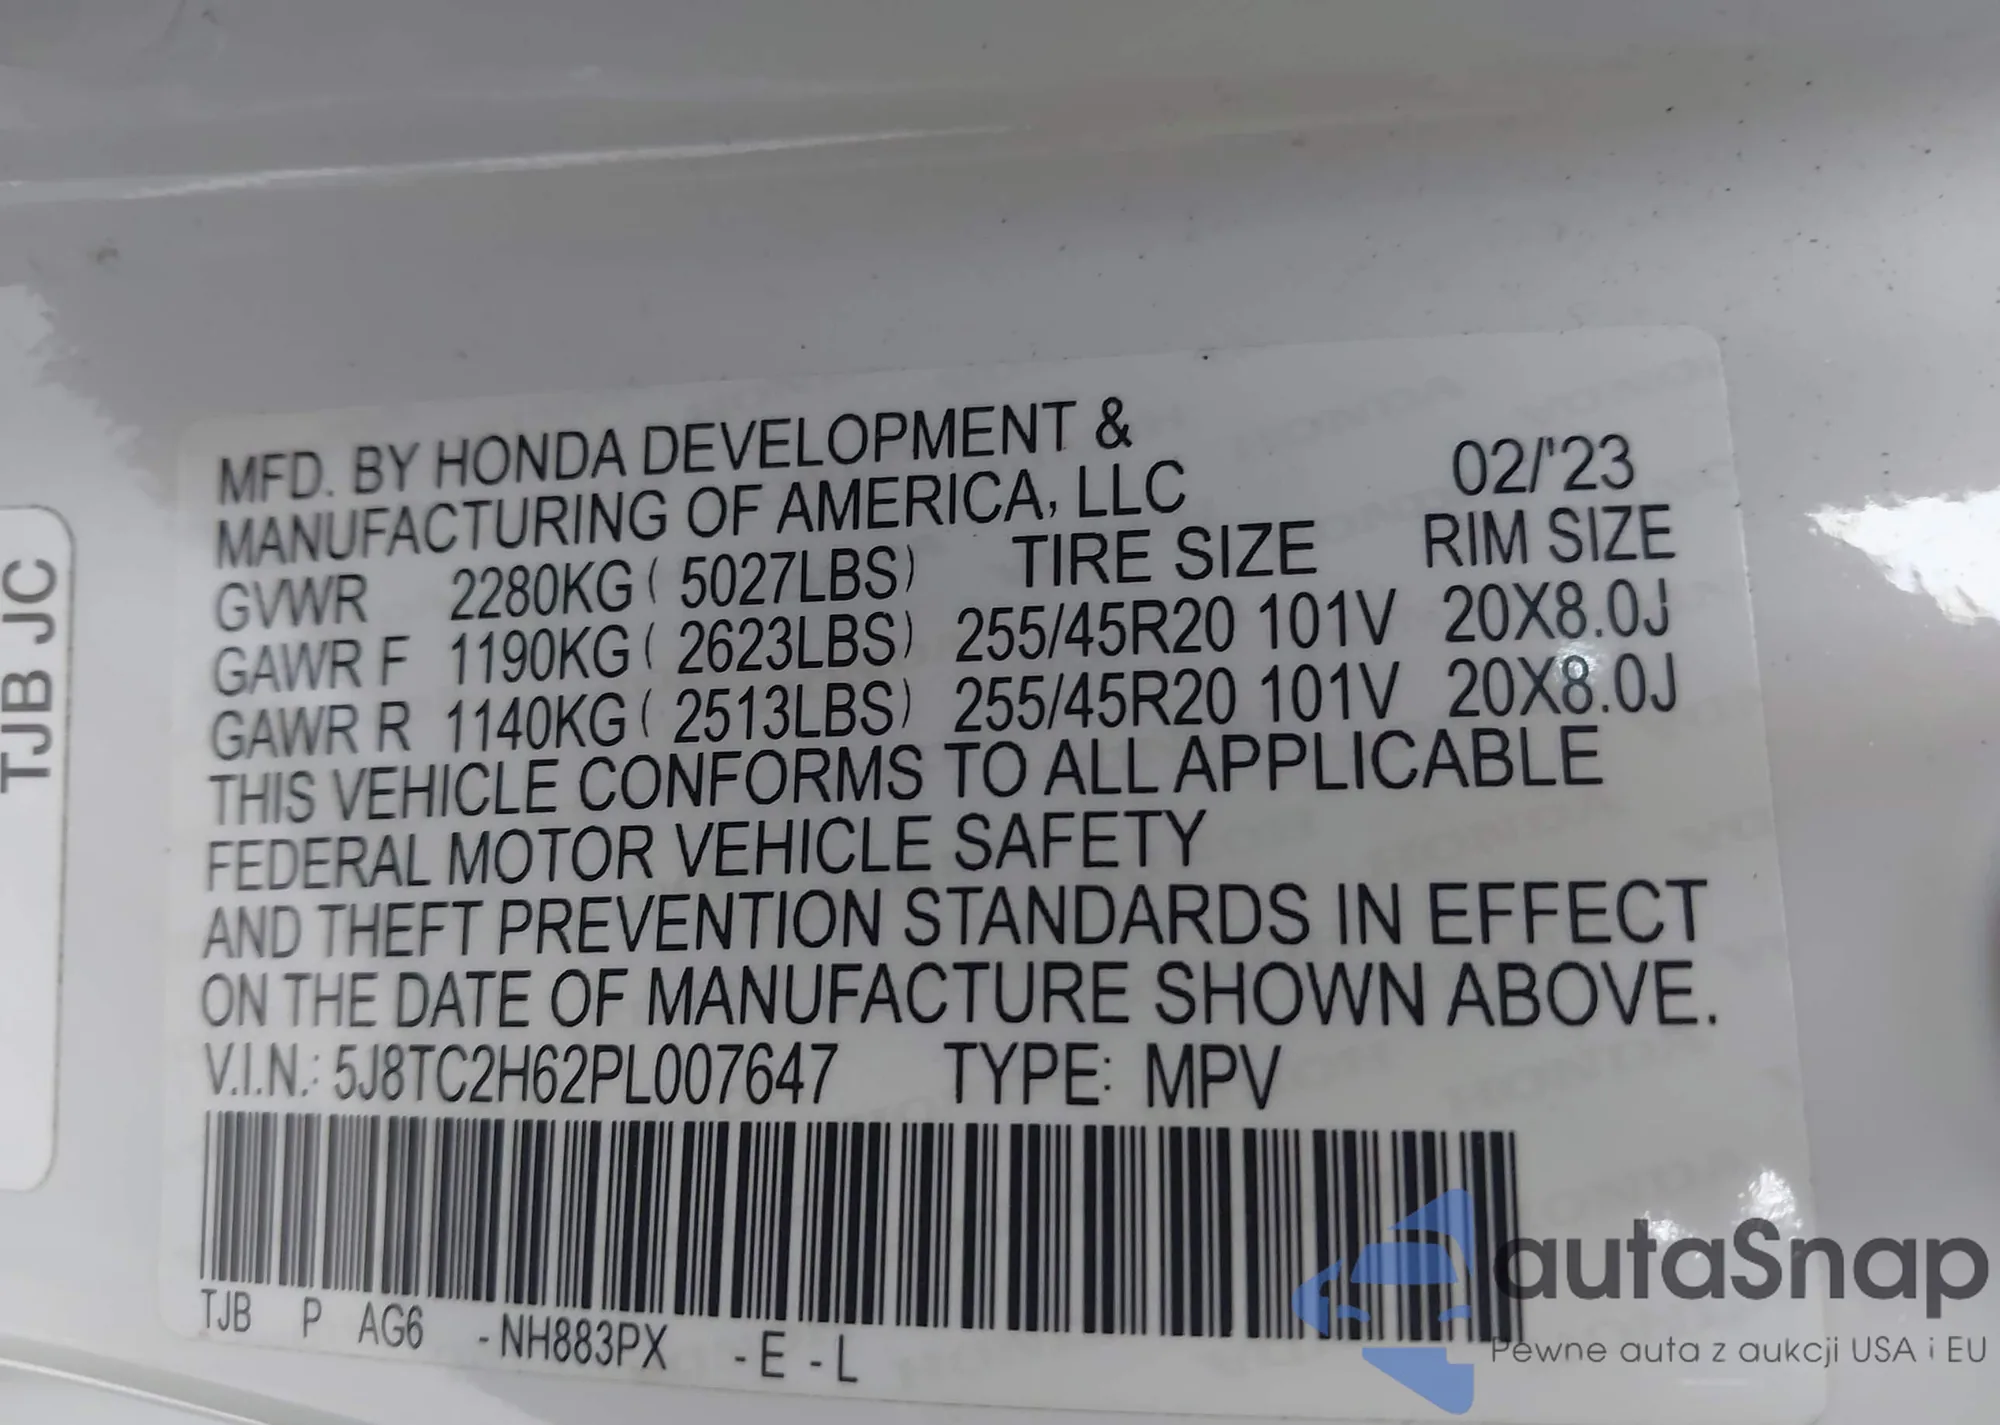 MFD. BY HONDA DEVELOPMENT &
MANUFACTURING OF AMERICA, LLC 02/'23
GVWR 2280KG ( 5027LBS) TIRE SIZE RIM SIZE
GAWR F 1190KG ( 2623LBS) 255/45R20 101V 20X8.0J
GAWR R 1140KG ( 2513LBS) 255/45R20 101V 20X8.0J
THIS VEHICLE CONFORMS TO ALL APPLICABLE
FEDERAL MOTOR VEHICLE SAFETY
AND THEFT PREVENTION STANDARDS IN EFFECT
ON THE DATE OF MANUFACTURE SHOWN ABOVE.
V.I.N.: 5J8TC2H62PL007647 TYPE: MPV
TJB P AG6 -NH883PX -E -L
TJB JC
autaSnap
Pewne auta z aukcji USA i EU